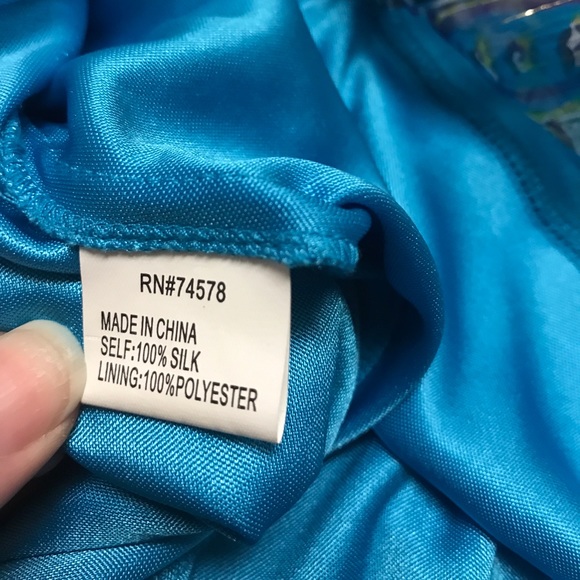 RN#74578
MADE IN CHINA
SELF:100% SILK
LINING:100%POLYESTER